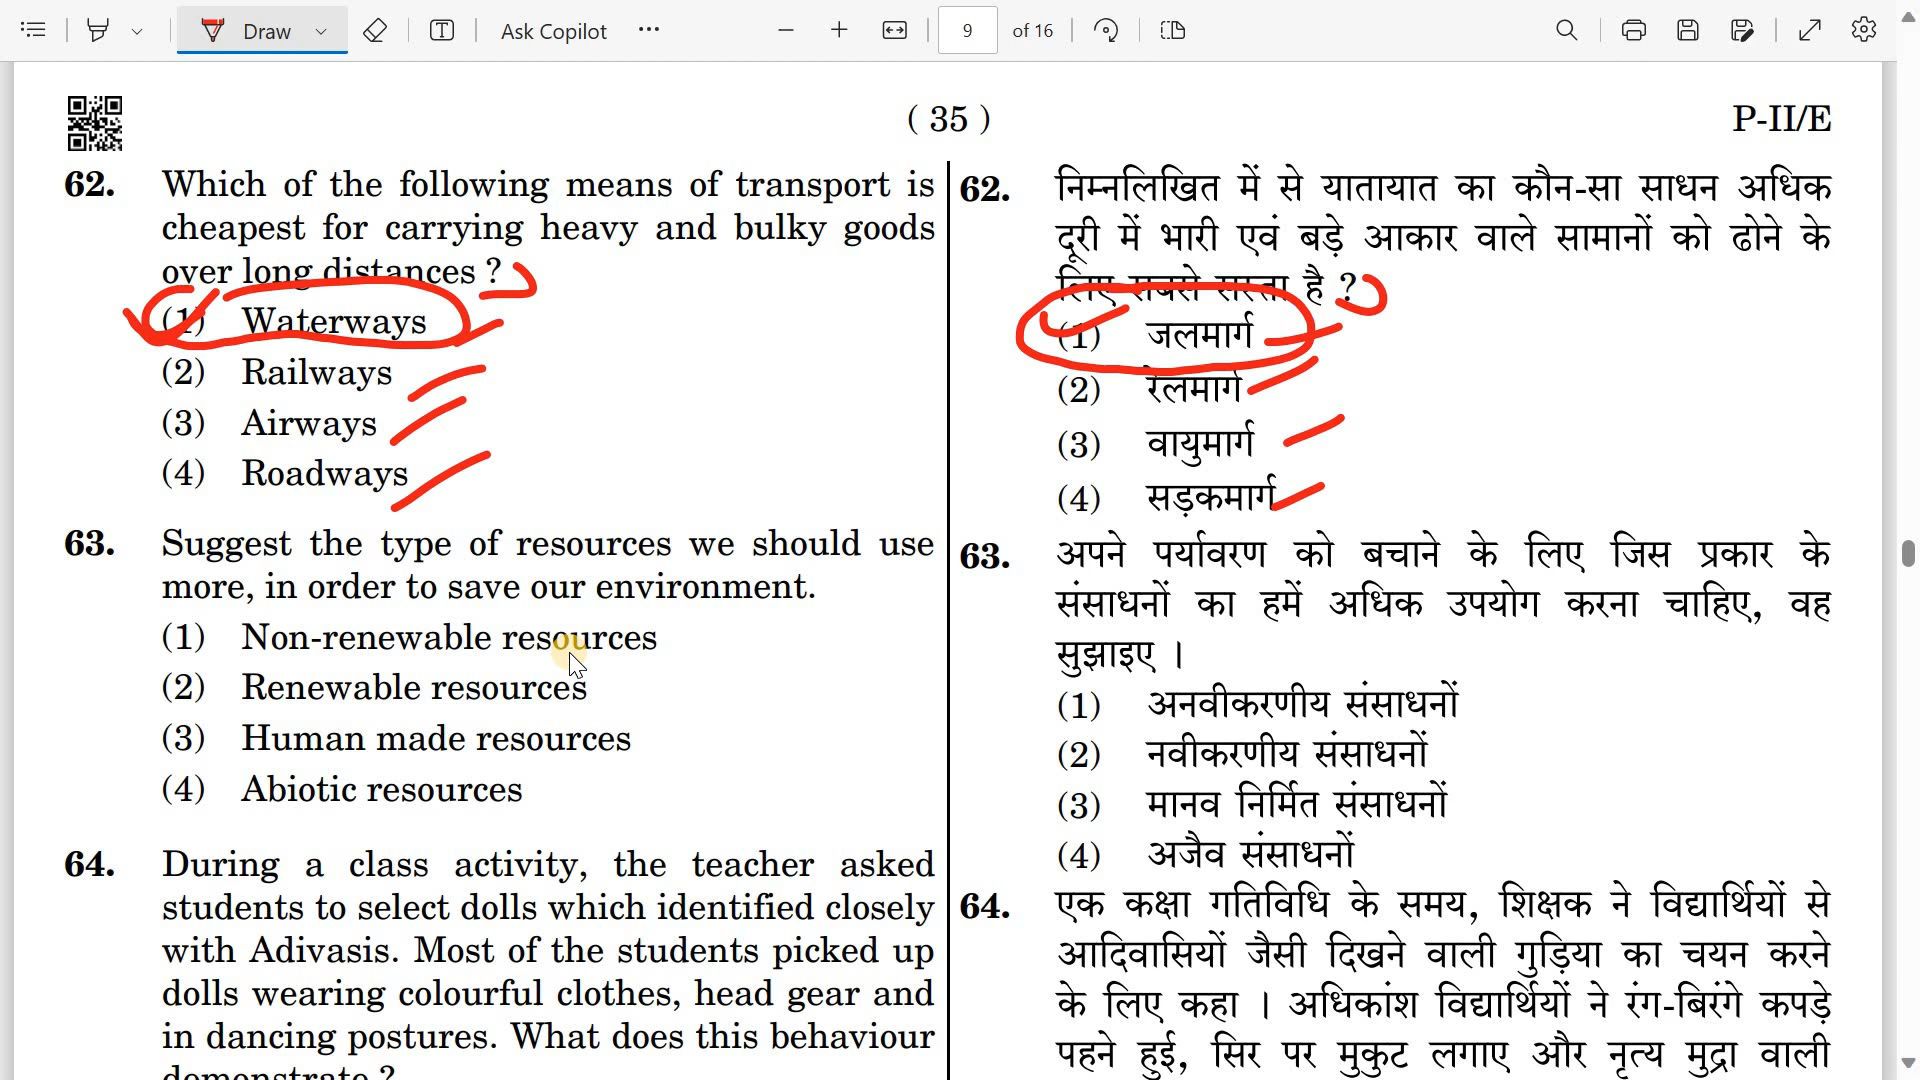 Draw
Ask Copilot
9
of 16
( 35 )
P-II/E
62. Which of the following means of transport is
cheapest for carrying heavy and bulky goods
over long distances ?
(1) Waterways
(2) Railways
(3) Airways
(4) Roadways
63. Suggest the type of resources we should use
more, in order to save our environment.
(1) Non-renewable resources
(2) Renewable resources
(3) Human made resources
(4) Abiotic resources
64. During a class activity, the teacher asked
students to select dolls which identified closely
with Adivasis. Most of the students picked up
dolls wearing colourful clothes, head gear and
in dancing postures. What does this behaviour
demonstrate ?
62. निम्नलिखित में से यातायात का कौन-सा साधन अधिक
दूरी में भारी एवं बड़े आकार वाले सामानों को ढोने के
लिए सबसे सस्ता है ?
(1) जलमार्ग
(2) रेलमार्ग
(3) वायुमार्ग
(4) सड़कमार्ग
63. अपने पर्यावरण को बचाने के लिए जिस प्रकार के
संसाधनों का हमें अधिक उपयोग करना चाहिए, वह
सुझाइए ।
(1) अनवीकरणीय संसाधनों
(2) नवीकरणीय संसाधनों
(3) मानव निर्मित संसाधनों
(4) अजैव संसाधनों
64. एक कक्षा गतिविधि के समय, शिक्षक ने विद्यार्थियों से
आदिवासियों जैसी दिखने वाली गुड़िया का चयन करने
के लिए कहा । अधिकांश विद्यार्थियों ने रंग-बिरंगे कपड़े
पहने हुई, सिर पर मुकुट लगाए और नृत्य मुद्रा वाली